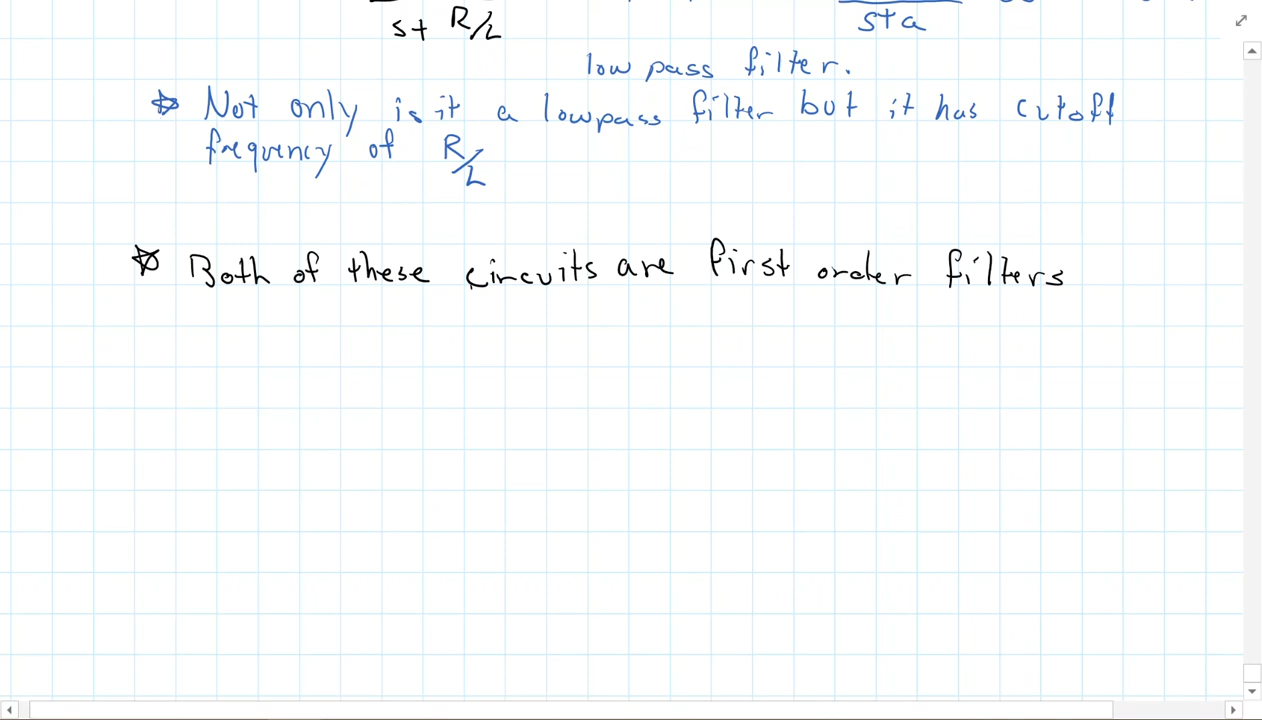 s+ R/L
s+a
low pass filter.
☆ Not only is it a lowpass filter but it has cutoff
frequency of R/L
☆ Both of these circuits are first order filters